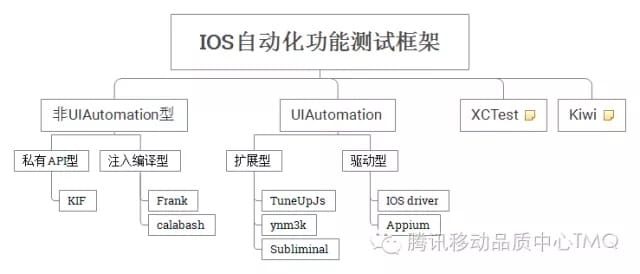 IOS自动化功能测试框架
非UIAutomation型
UIAutomation
XCTest
Kiwi
私有API型
注入编译型
扩展型
驱动型
KIF
Frank
TuneUpJs
IOS driver
calabash
ynm3k
Appium
Subliminal
腾讯移动品质中心TMQ